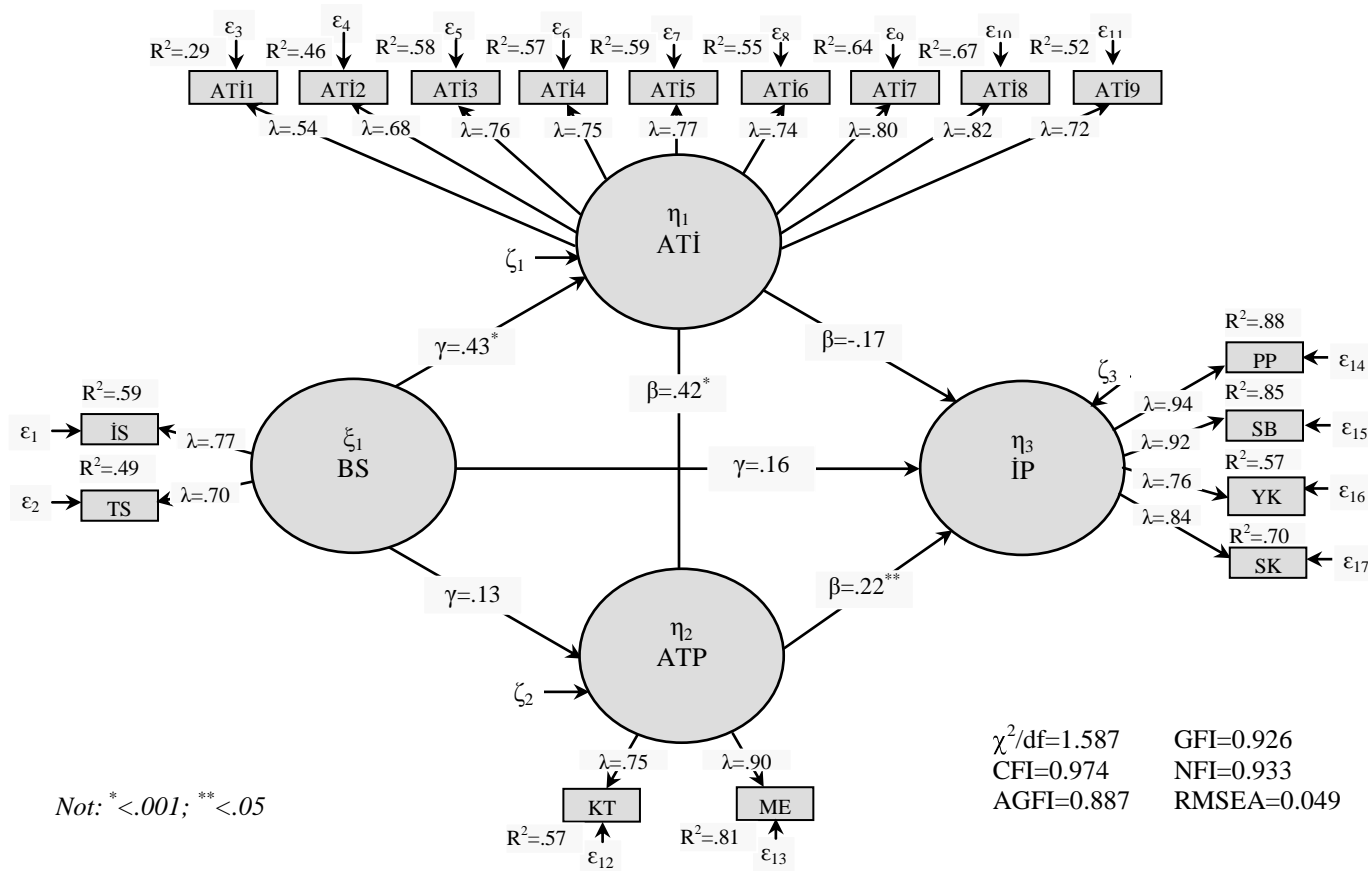 ε3 ε4 ε5 ε6 ε7 ε8 ε9 ε10 ε11
R²=.29 R²=.46 R²=.58 R²=.57 R²=.59 R²=.55 R²=.64 R²=.67 R²=.52
ATİ1 ATİ2 ATİ3 ATİ4 ATİ5 ATİ6 ATİ7 ATİ8 ATİ9
λ=.54 λ=.68 λ=.76 λ=.75 λ=.77 λ=.74 λ=.80 λ=.82 λ=.72
η1
ATİ
ζ1
γ=.43*
β=-.17
β=.42*
R²=.59
ε1 İS λ=.77
R²=.49
ε2 TS λ=.70
ξ1
BS
γ=.16
ζ3
η3
İP
R²=.88
λ=.94 PP ε14
R²=.85
λ=.92 SB ε15
R²=.57
λ=.76 YK ε16
λ=.84
R²=.70
SK ε17
γ=.13
β=.22**
η2
ATP
ζ2
λ=.75 λ=.90
KT ME
R²=.57 R²=.81
ε12 ε13
χ²/df=1.587 GFI=0.926
CFI=0.974 NFI=0.933
AGFI=0.887 RMSEA=0.049
Not: *<.001; **<.05